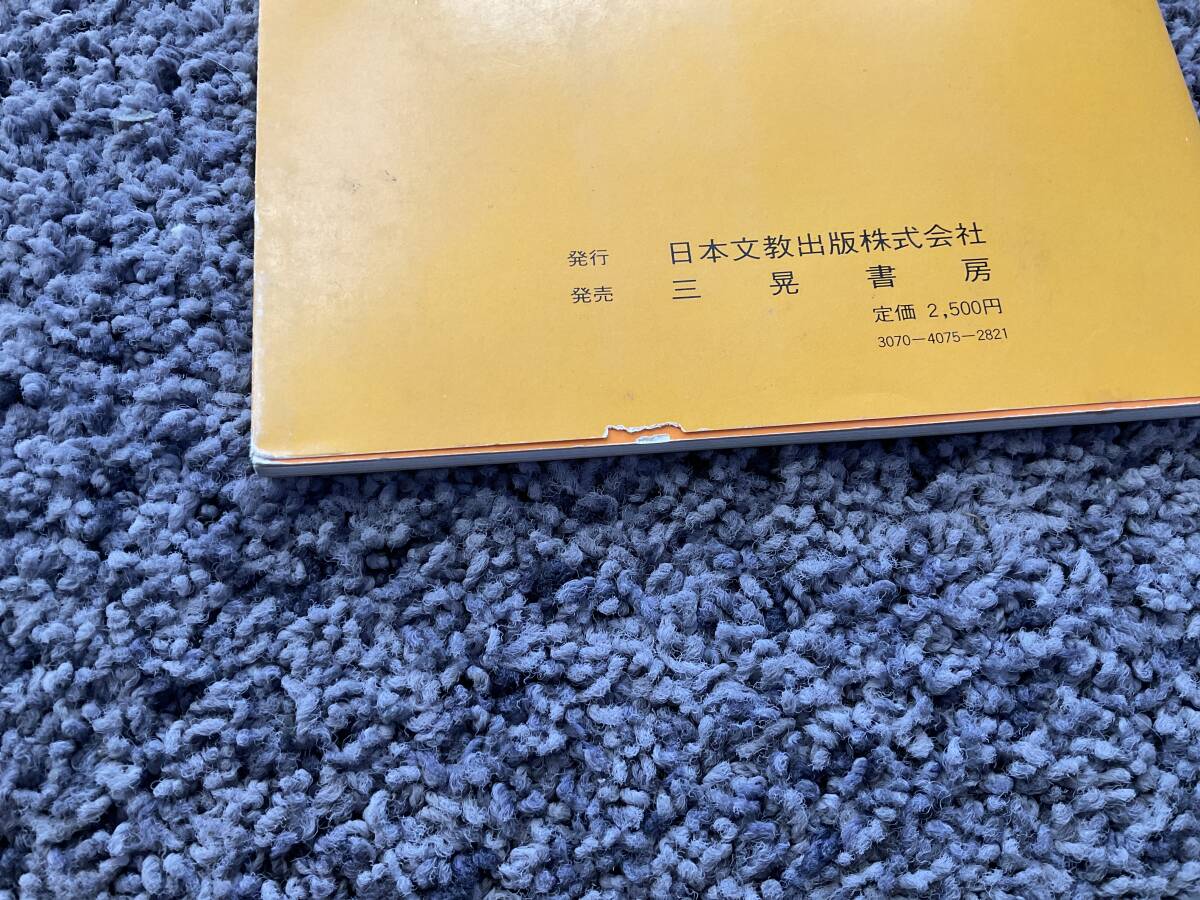 発行 日本文教出版株式会社
発売 三晃書房
定価 2,500円
3070-4075-2821